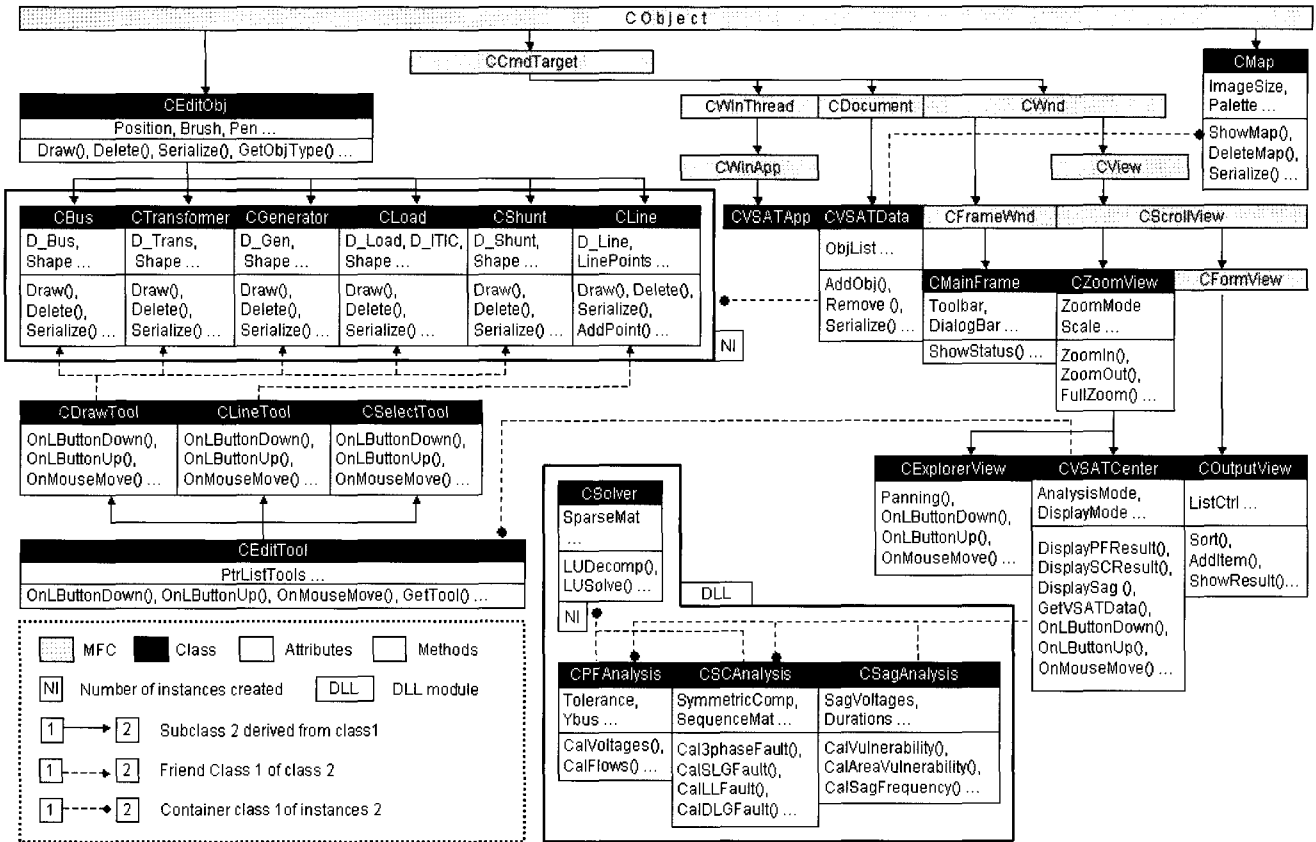 CObject
CCmdTarget
CMap
ImageSize,
Palette ...
ShowMap(),
DeleteMap(),
Serialize() ...
CEditObj
Position, Brush, Pen ...
Draw(), Delete(), Serialize(), GetObjType() ...
CWinThread
CDocument
CWnd
CWinApp
CView
CBus
D_Bus,
Shape ...
Draw(),
Delete(),
Serialize() ...
CTransformer
D_Trans,
Shape ...
Draw(),
Delete(),
Serialize() ...
CGenerator
D_Gen,
Shape ...
Draw(),
Delete(),
Serialize() ...
CLoad
D_Load, D_ITIC,
Shape ...
Draw(),
Delete(),
Serialize() ...
CShunt
D_Shunt,
Shape ...
Draw(),
Delete(),
Serialize() ...
CLine
D_Line,
LinePoints ...
Draw(), Delete(),
Serialize(),
AddPoint() ...
NI
CVSATApp
CVSATData
ObjList ...
AddObj(),
Remove (),
Serialize() ...
CFrameWnd
CScrollView
CMainFrame
Toolbar,
DialogBar ...
ShowStatus() ...
CZoomView
ZoomMode
Scale ...
ZoomIn(),
ZoomOut(),
FullZoom() ...
CFormView
CDrawTool
OnLButtonDown(),
OnLButtonUp(),
OnMouseMove() ...
CLineTool
OnLButtonDown(),
OnLButtonUp(),
OnMouseMove() ...
CSelectTool
OnLButtonDown(),
OnLButtonUp(),
OnMouseMove() ...
CEditTool
PtrListTools ...
OnLButtonDown(), OnLButtonUp(), OnMouseMove(), GetTool() ...
CExplorerView
Panning(),
OnLButtonDown(),
OnLButtonUp(),
OnMouseMove() ...
CVSATCenter
AnalysisMode,
DisplayMode ...
DisplayPFResult(),
DisplaySCResult(),
DisplaySag (),
GetVSATData(),
OnLButtonDown(),
OnLButtonUp(),
OnMouseMove() ...
COutputView
ListCtrl ...
Sort(),
AddItem(),
ShowResult()...
CSolver
SparseMat
...
LUDecomp(),
LUSolve() ...
NI
DLL
CPFAnalysis
Tolerance,
Ybus ...
CalVoltages(),
CalFlows() ...
CSCAnalysis
SymmetricComp,
SequenceMat ...
Cal3phaseFault(),
CalSLGFault(),
CalLLFault(),
CalDLGFault() ...
CSagAnalysis
SagVoltages,
Durations ...
CalVulnerability(),
CalAreaVulnerability(),
CalSagFrequency() ...
MFC
Class
Attributes
Methods
NI Number of instances created
DLL DLL module
1 2 Subclass 2 derived from class1
1 2 Friend Class 1 of class 2
1 2 Container class 1of instances 2